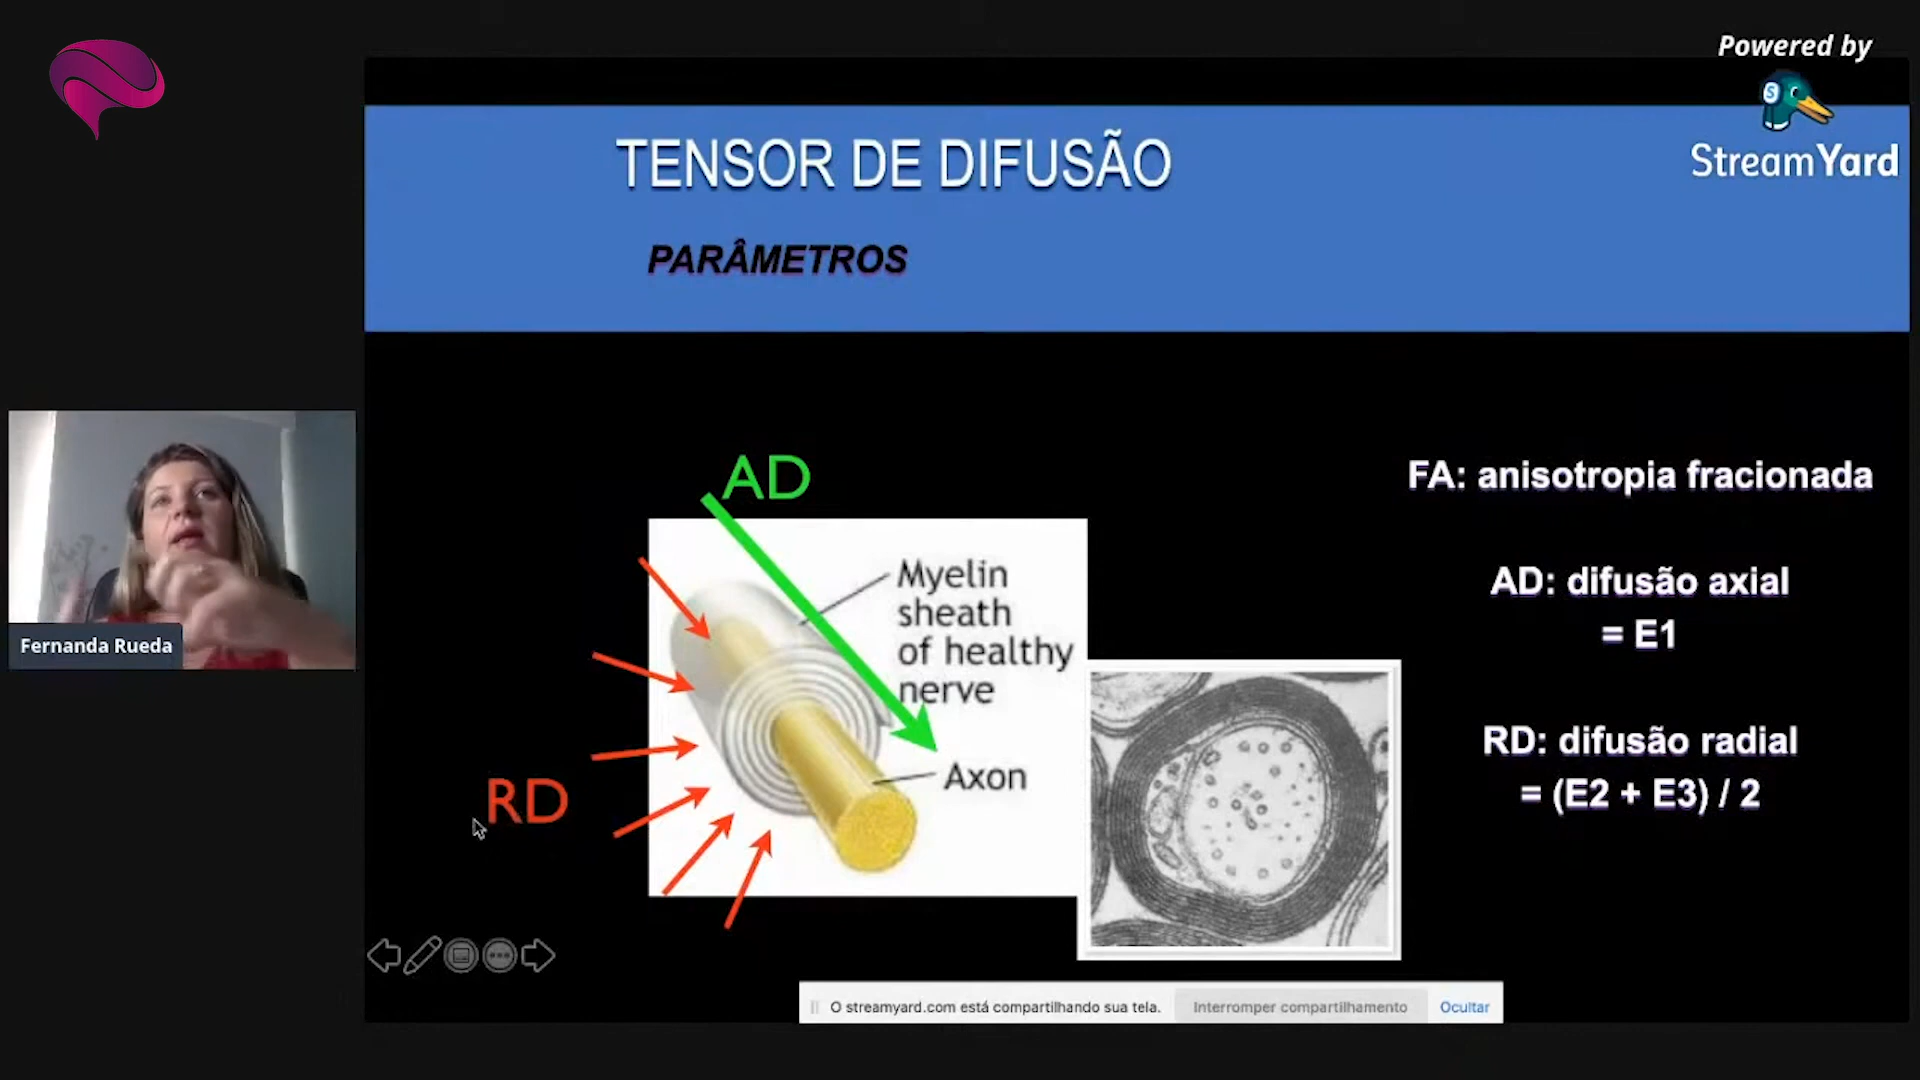 Powered by
S
StreamYard
TENSOR DE DIFUSÃO
PARÂMETROS
Fernanda Rueda
AD
RD
Myelin
sheath
of healthy
nerve
Axon
FA: anisotropia fracionada
AD: difusão axial
= E1
RD: difusão radial
= (E2 + E3) / 2
O streamyard.com está compartilhando sua tela.
Interromper compartilhamento
Ocultar